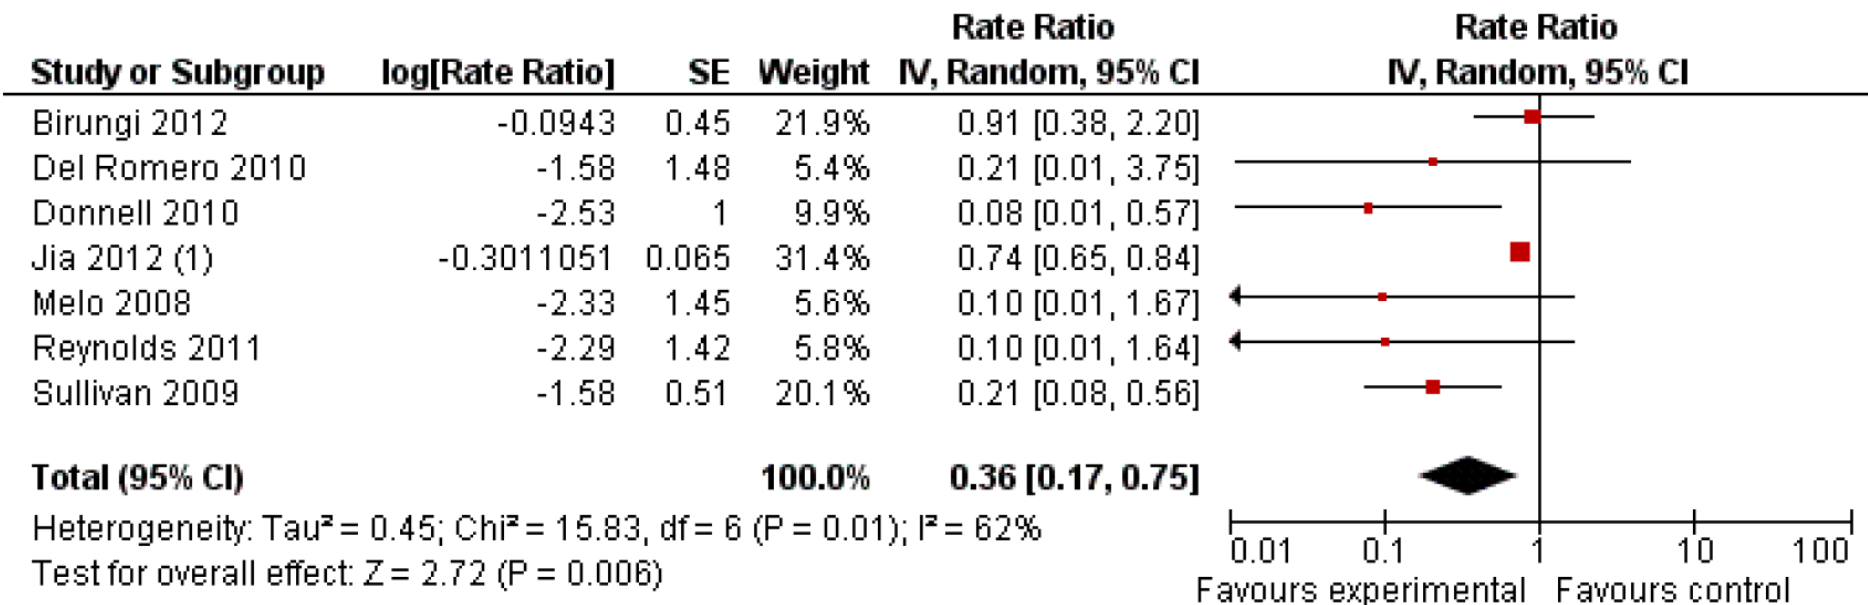 Rate Ratio Rate Ratio
Study or Subgroup log[Rate Ratio] SE Weight IV, Random, 95% CI IV, Random, 95% CI
Birungi 2012 -0.0943 0.45 21.9% 0.91 [0.38, 2.20]
Del Romero 2010 -1.58 1.48 5.4% 0.21 [0.01, 3.75]
Donnell 2010 -2.53 1 9.9% 0.08 [0.01, 0.57]
Jia 2012 (1) -0.3011051 0.065 31.4% 0.74 [0.65, 0.84]
Melo 2008 -2.33 1.45 5.6% 0.10 [0.01, 1.67]
Reynolds 2011 -2.29 1.42 5.8% 0.10 [0.01, 1.64]
Sullivan 2009 -1.58 0.51 20.1% 0.21 [0.08, 0.56]
Total (95% CI) 100.0% 0.36 [0.17, 0.75]
Heterogeneity: Tau² = 0.45; Chi² = 15.83, df = 6 (P = 0.01); I² = 62%
Test for overall effect: Z = 2.72 (P = 0.006)
0.01 0.1 1 10 100
Favours experimental Favours control